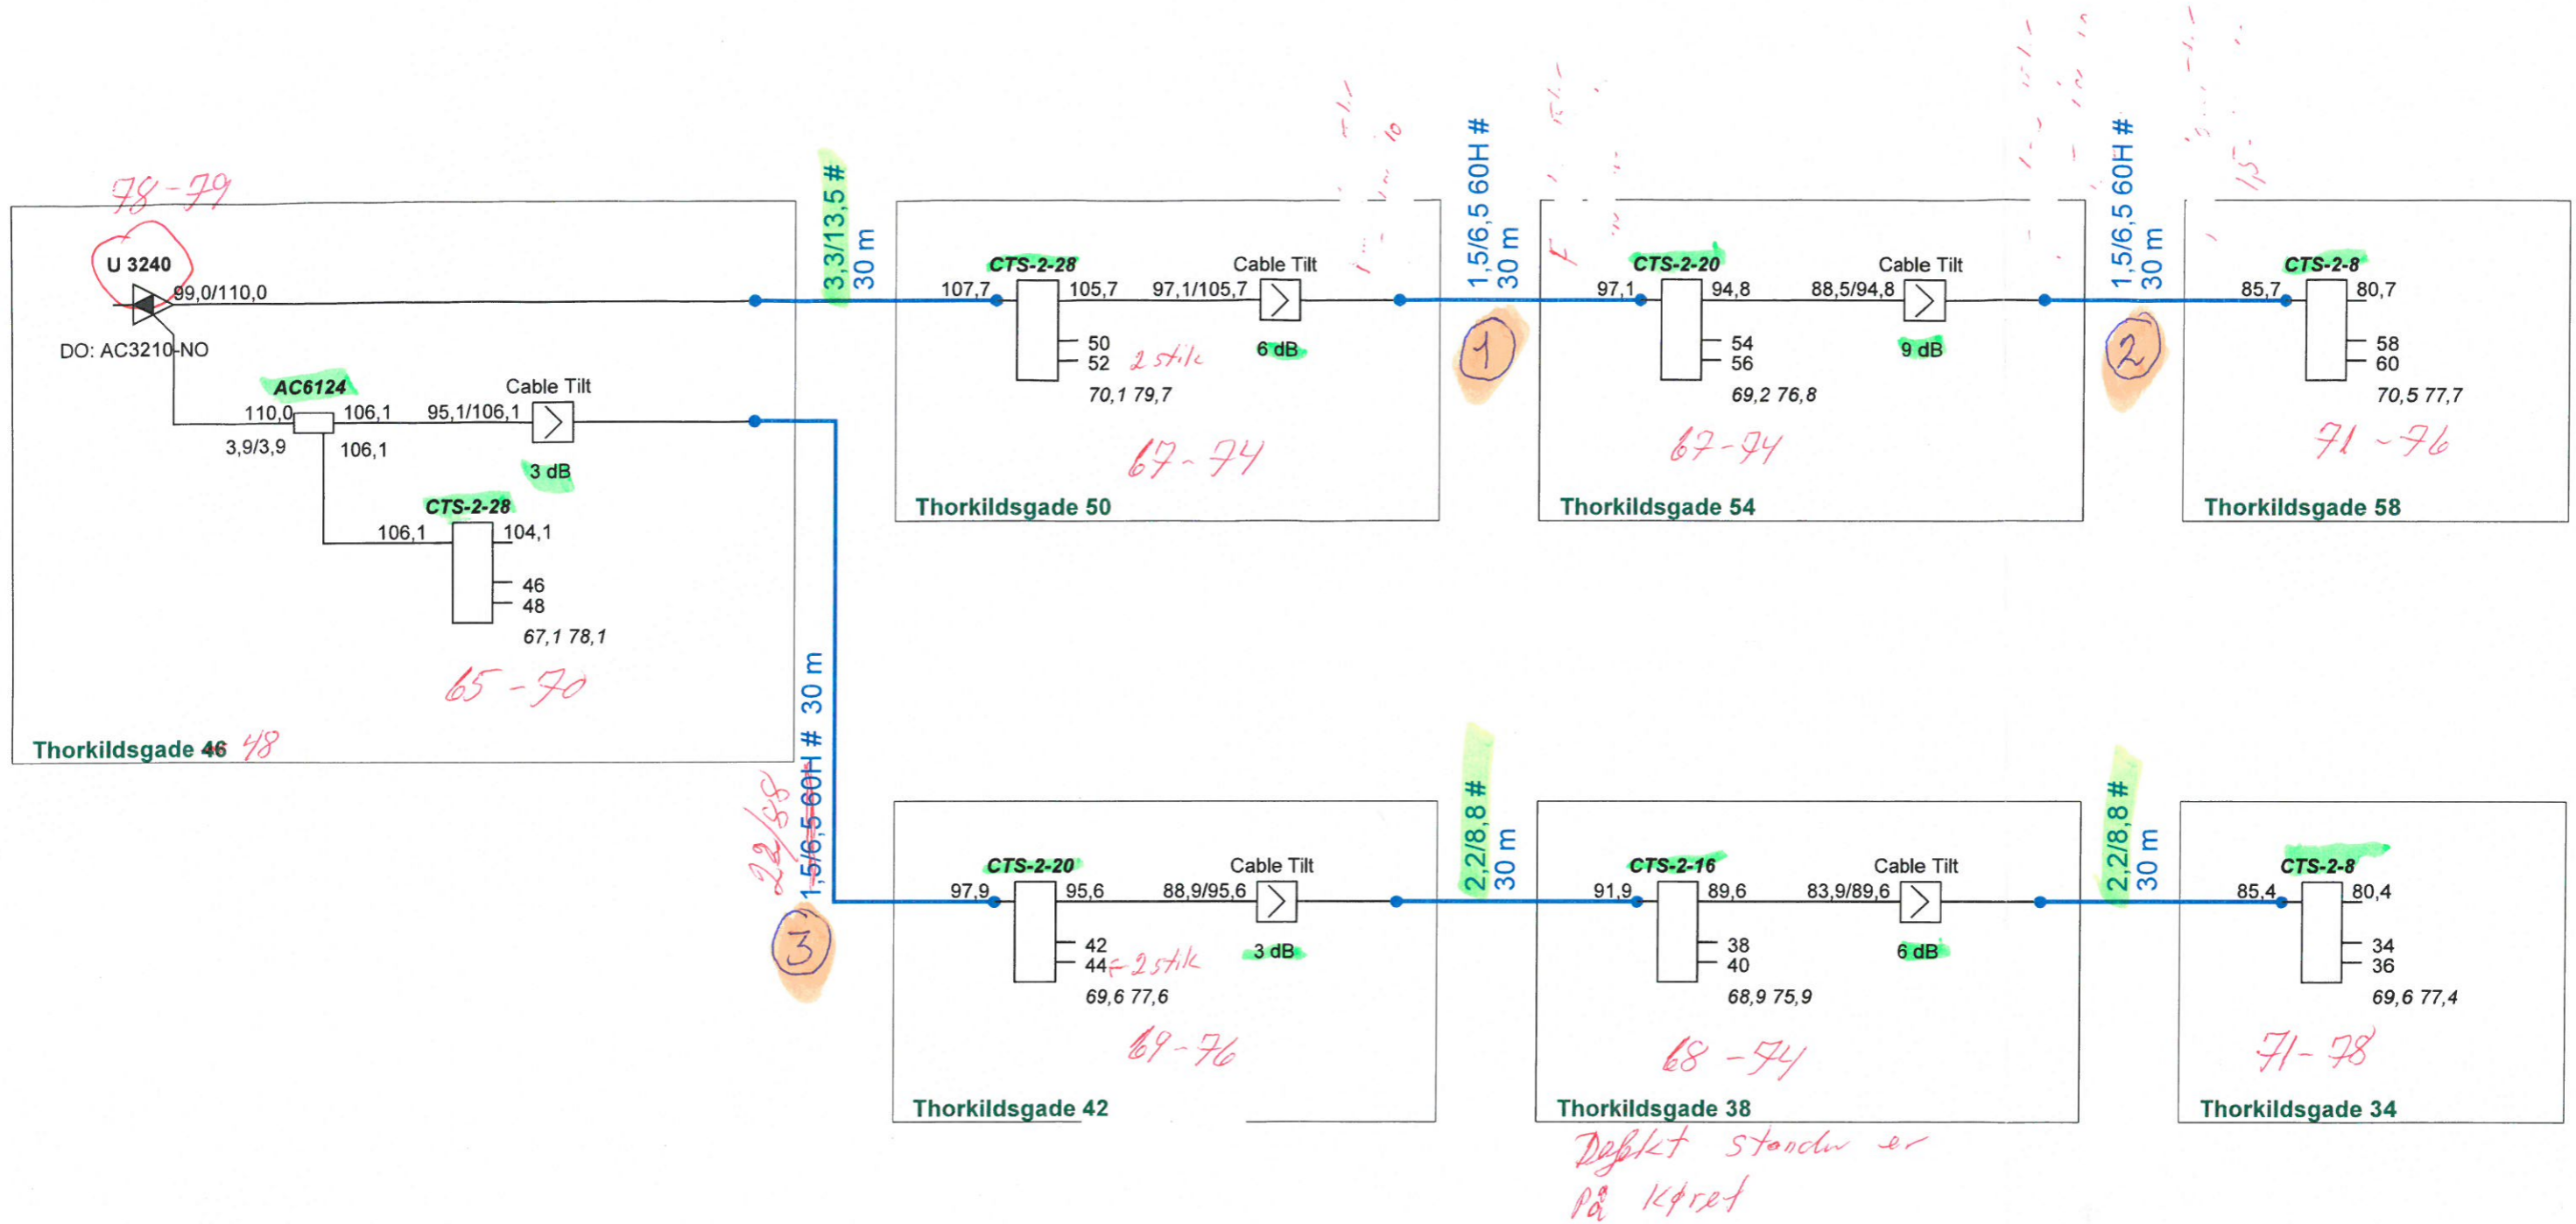 78-79
U 3240
99,0/110,0
DO: AC3210-NO
AC6124
110,0
106,1
3,9/3,9
106,1
95,1/106,1
Cable Tilt
3 dB
CTS-2-28
106,1
104,1
46
48
67,1 78,1
65-70
Thorkildsgade 46 48
3,3/13,5 #
30 m
CTS-2-28
107,7
105,7
50
52 2 stik
70,1 79,7
67-74
97,1/105,7
Cable Tilt
6 dB
Thorkildsgade 50
1,5/6,5 60H #
30 m
1
CTS-2-20
97,1
94,8
54
56
69,2 76,8
67-74
88,5/94,8
Cable Tilt
9 dB
Thorkildsgade 54
1,5/6,5 60H #
30 m
2
CTS-2-8
85,7
80,7
58
60
70,5 77,7
71-76
Thorkildsgade 58
1,5/6,5 60H # 30 m
22/88
3
CTS-2-20
97,9
95,6
42
44 2 stik
69,6 77,6
69-76
88,9/95,6
Cable Tilt
3 dB
Thorkildsgade 42
2,2/8,8 #
30 m
CTS-2-16
91,9
89,6
38
40
68,9 75,9
68-74
83,9/89,6
Cable Tilt
6 dB
Thorkildsgade 38
Defekt stander er
på køret
2,2/8,8 #
30 m
CTS-2-8
85,4
80,4
34
36
69,6 77,4
71-78
Thorkildsgade 34